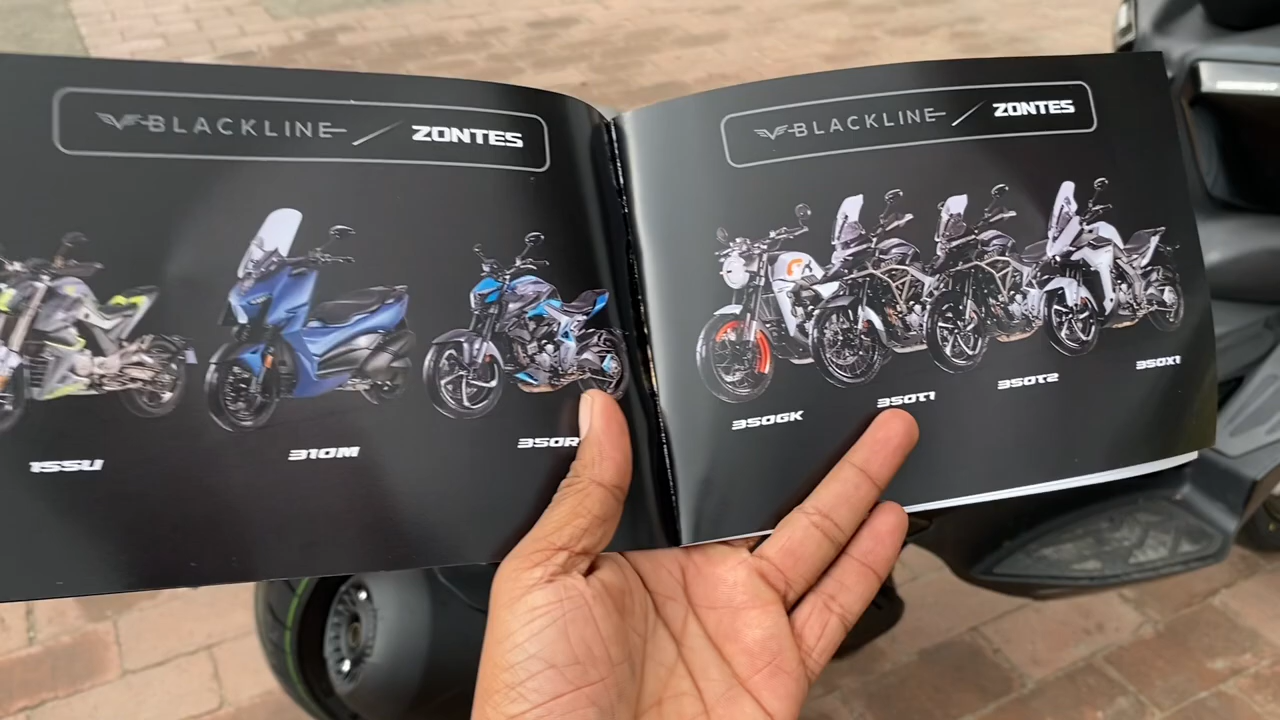 BLACKLINE / ZONTES
155U
310M
350R
BLACKLINE / ZONTES
350GK
350T1
350T2
350X1